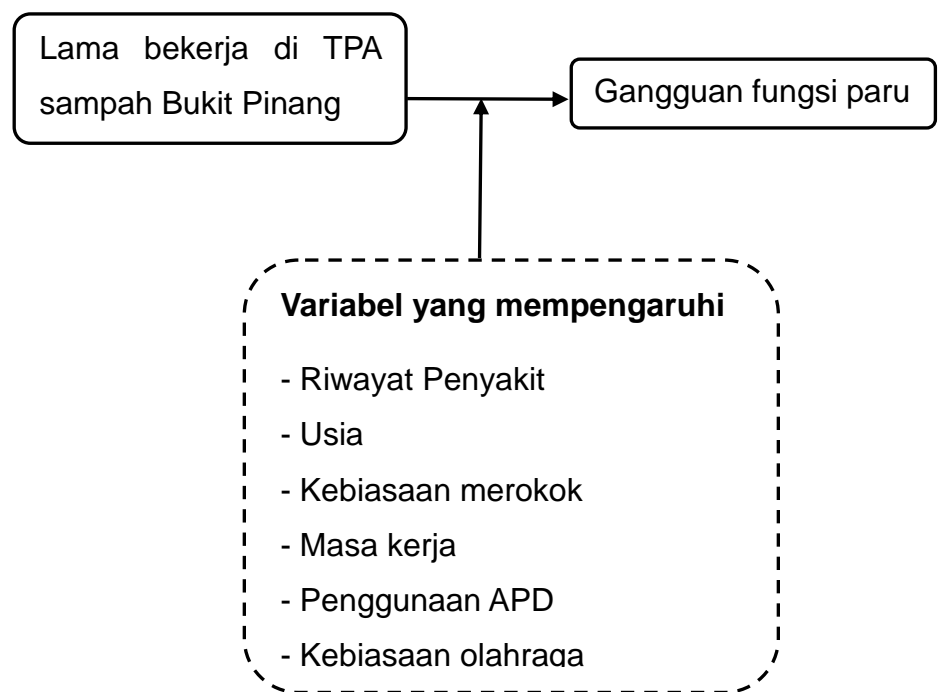 Lama bekerja di TPA
sampah Bukit Pinang
Gangguan fungsi paru
Variabel yang mempengaruhi
- Riwayat Penyakit
- Usia
- Kebiasaan merokok
- Masa kerja
- Penggunaan APD
- Kebiasaan olahraga